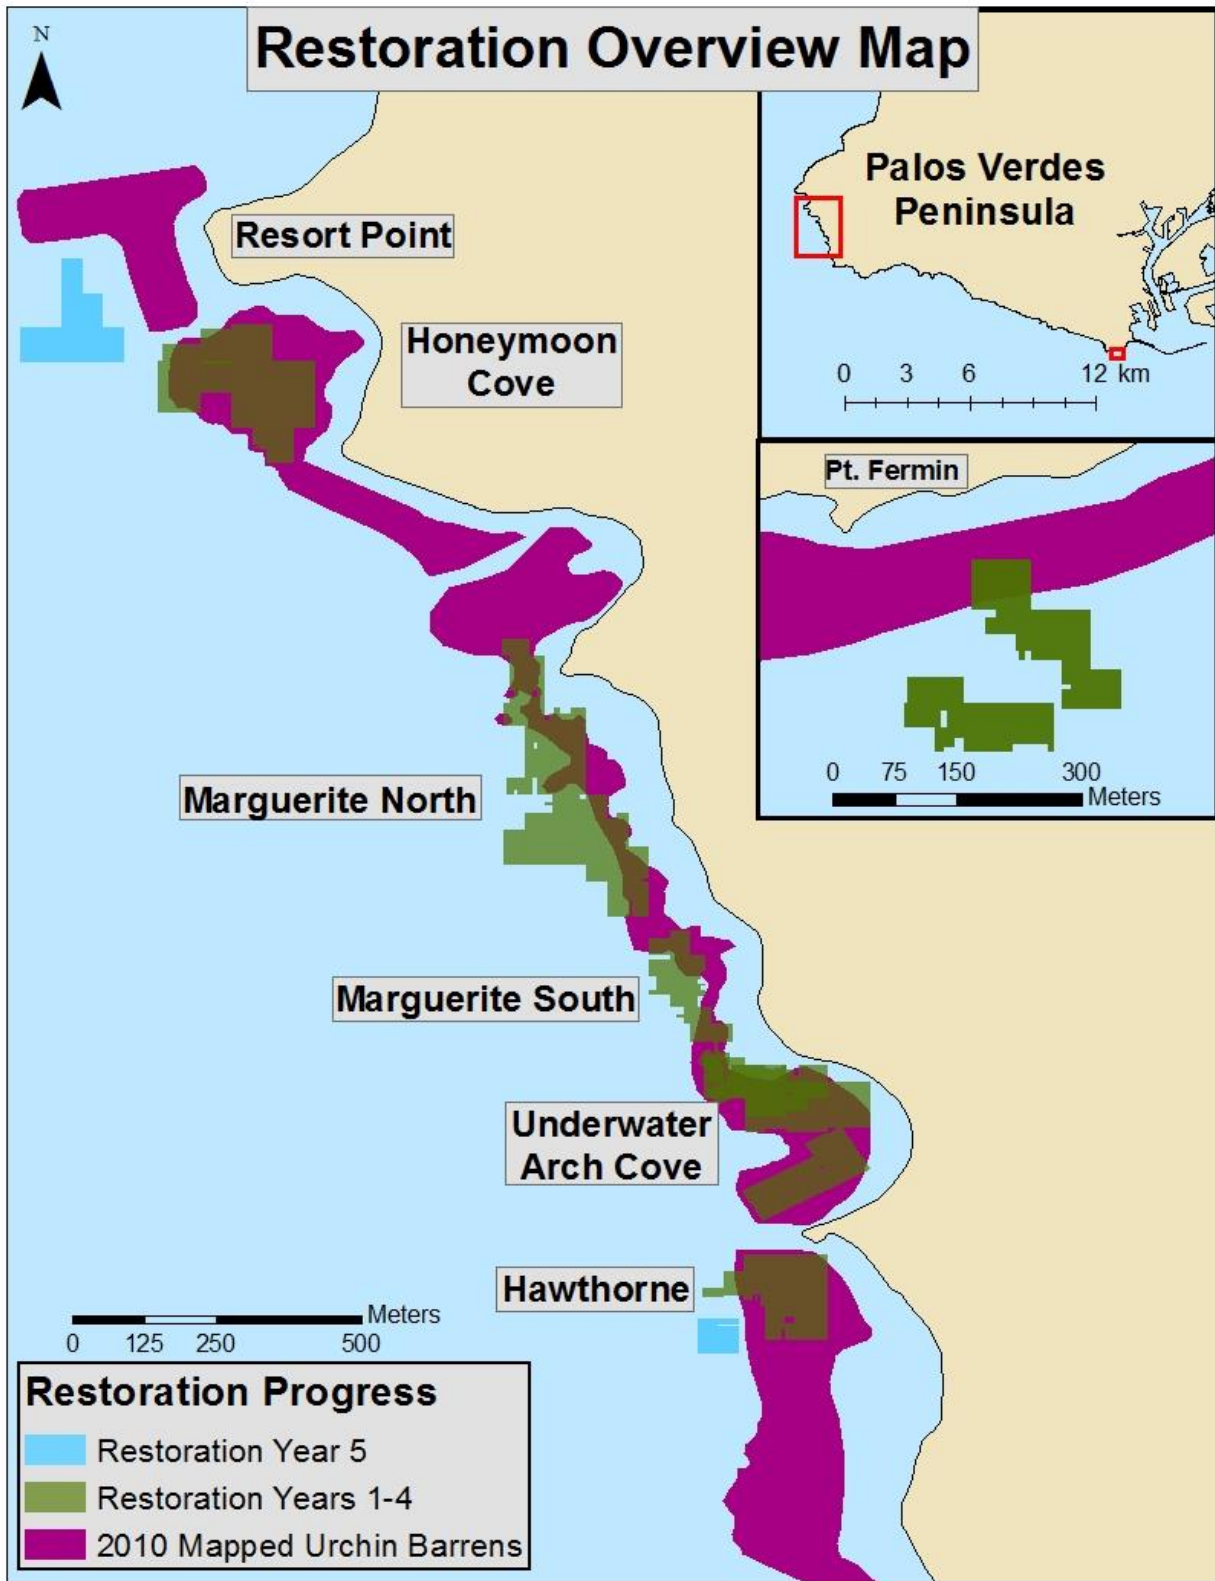 Restoration Overview Map
N
Palos Verdes
Peninsula
0 3 6 12 km
Resort Point
Honeymoon
Cove
Pt. Fermin
0 75 150 300
Meters
Marguerite North
Marguerite South
Underwater
Arch Cove
Hawthorne
Meters
0 125 250 500
Restoration Progress
Restoration Year 5
Restoration Years 1-4
2010 Mapped Urchin Barrens